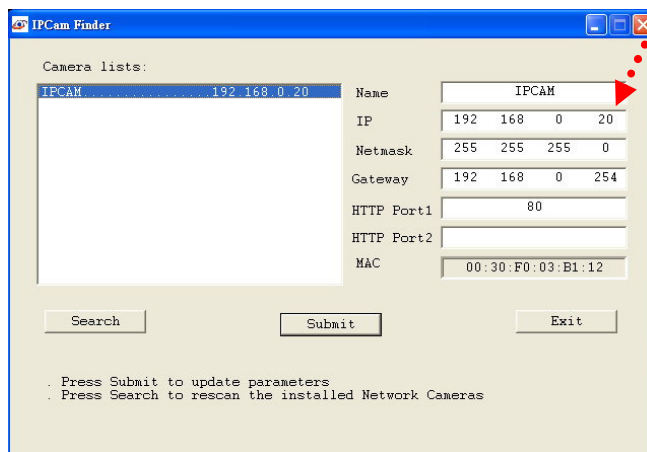 IPCam Finder
Camera lists:
IPCAM................192.168.0.20
Name IPCAM
IP 192 168 0 20
Netmask 255 255 255 0
Gateway 192 168 0 254
HTTP Port1 80
HTTP Port2
MAC 00:30:F0:03:B1:12
Search Submit Exit
. Press Submit to update parameters
. Press Search to rescan the installed Network Cameras